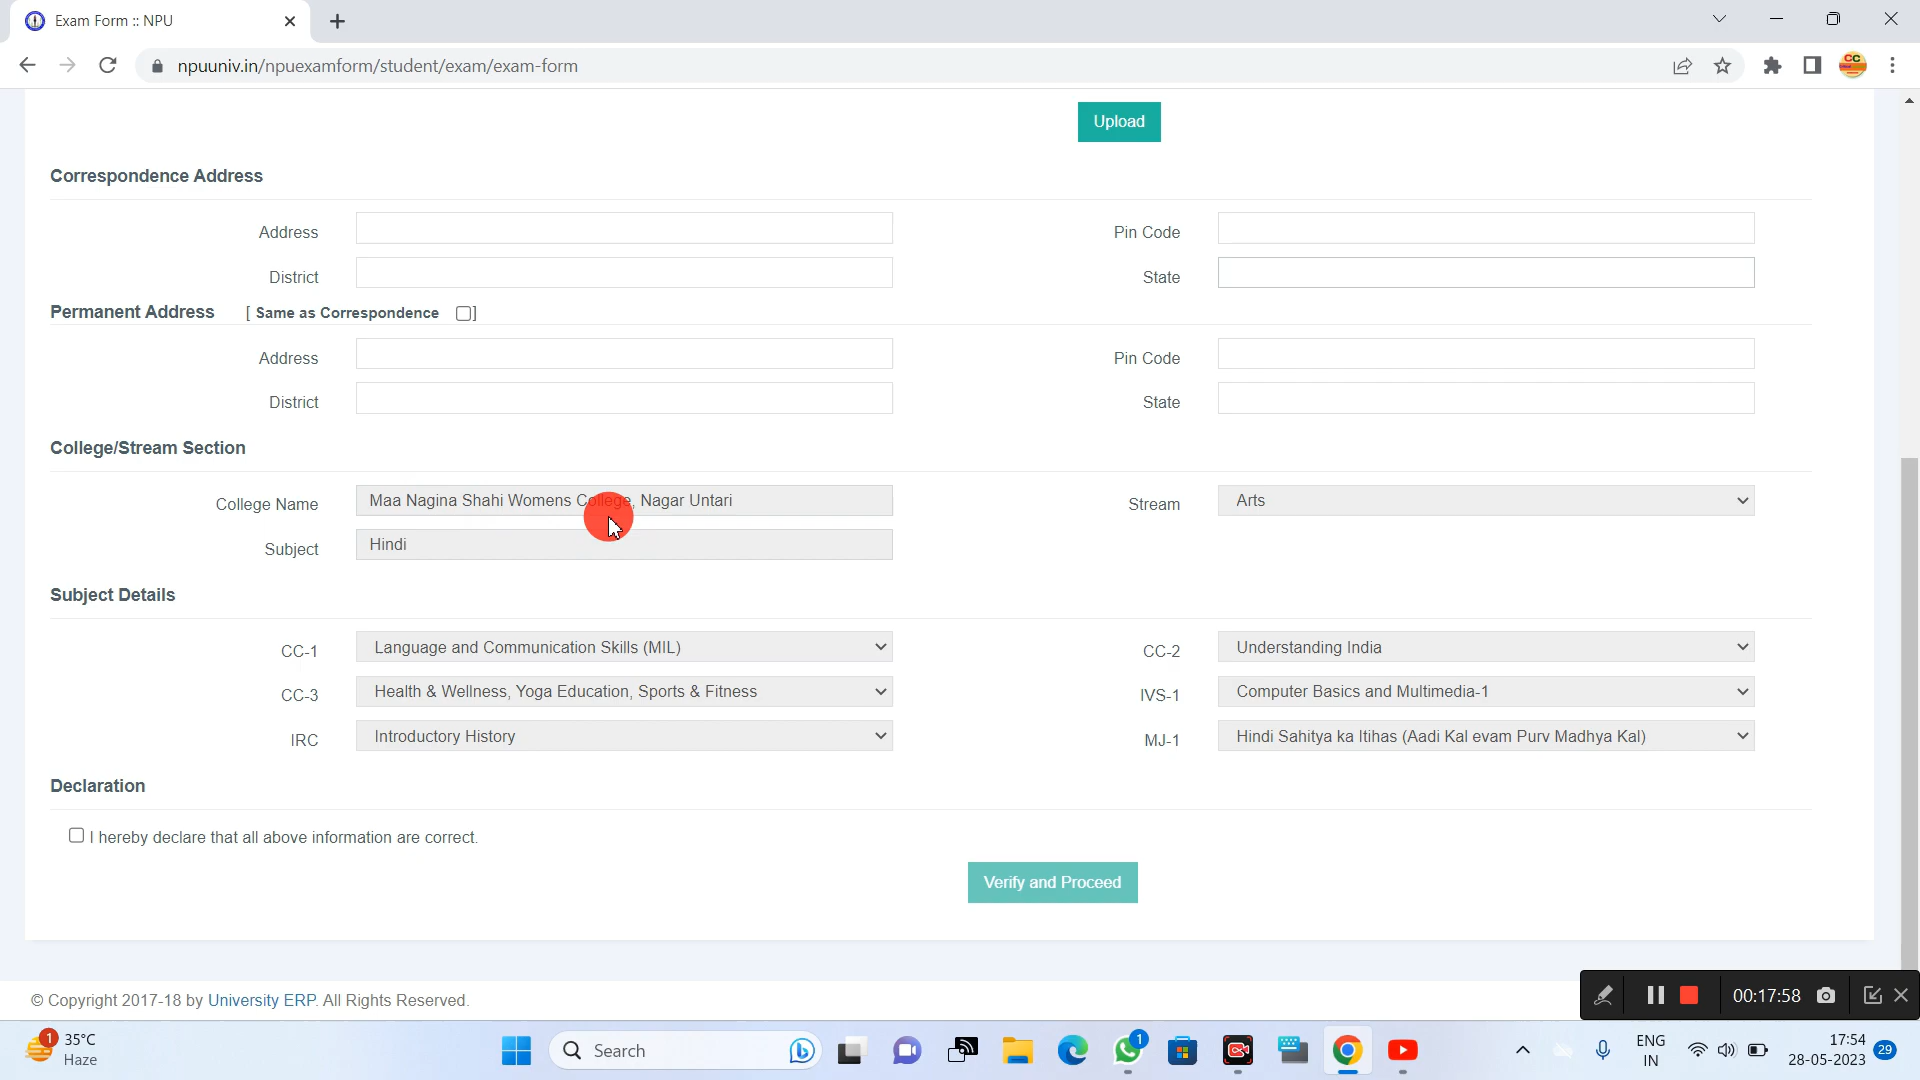 Exam Form :: NPU
npuuniv.in/npuexamform/student/exam/exam-form
CC
Upload
Correspondence Address
Address
Pin Code
District
State
Permanent Address [ Same as Correspondence ]
Address
Pin Code
District
State
College/Stream Section
College Name Maa Nagina Shahi Womens College, Nagar Untari
Stream Arts
Subject Hindi
Subject Details
CC-1 Language and Communication Skills (MIL)
CC-2 Understanding India
CC-3 Health & Wellness, Yoga Education, Sports & Fitness
IVS-1 Computer Basics and Multimedia-1
IRC Introductory History
MJ-1 Hindi Sahitya ka Itihas (Aadi Kal evam Purv Madhya Kal)
Declaration
I hereby declare that all above information are correct.
Verify and Proceed
© Copyright 2017-18 by University ERP. All Rights Reserved.
00:17:58
1
35°C
Haze
Search
1
ENG
IN
17:54
28-05-2023
29